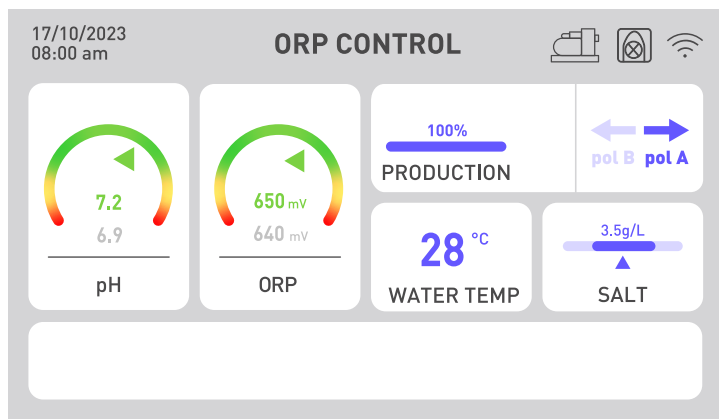 17/10/2023
08:00 am
ORP CONTROL
7.2
6.9
pH
650 mV
640 mV
ORP
100%
PRODUCTION
pol B pol A
28 °C
WATER TEMP
3.5g/L
SALT